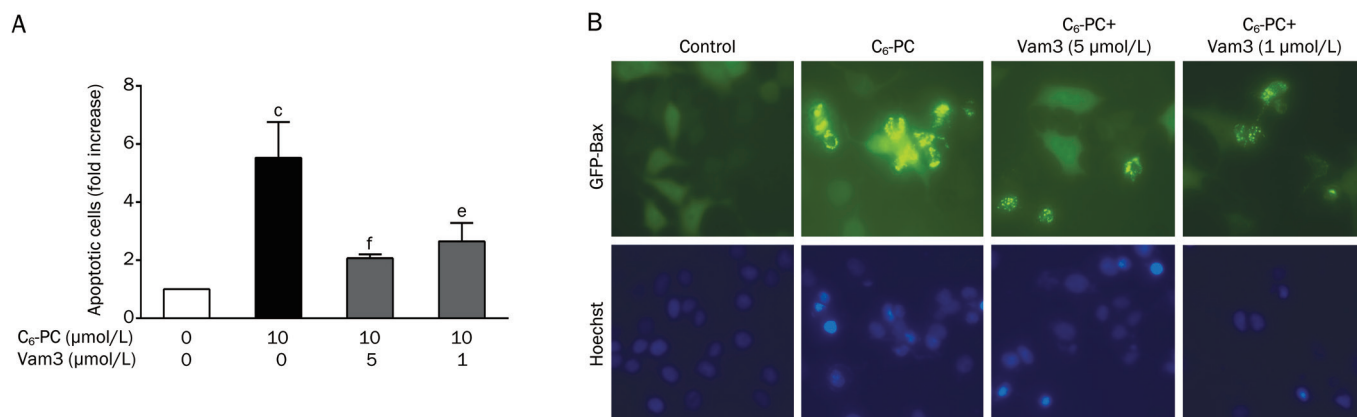 A
Apoptotic cells (fold increase)
8
6
4
2
0
c
f
e
C₆-PC (μmol/L) 0 10 10 10
Vam3 (μmol/L) 0 0 5 1
B
Control
C₆-PC
C₆-PC+
Vam3 (5 μmol/L)
C₆-PC+
Vam3 (1 μmol/L)
GFP-Bax
Hoechst